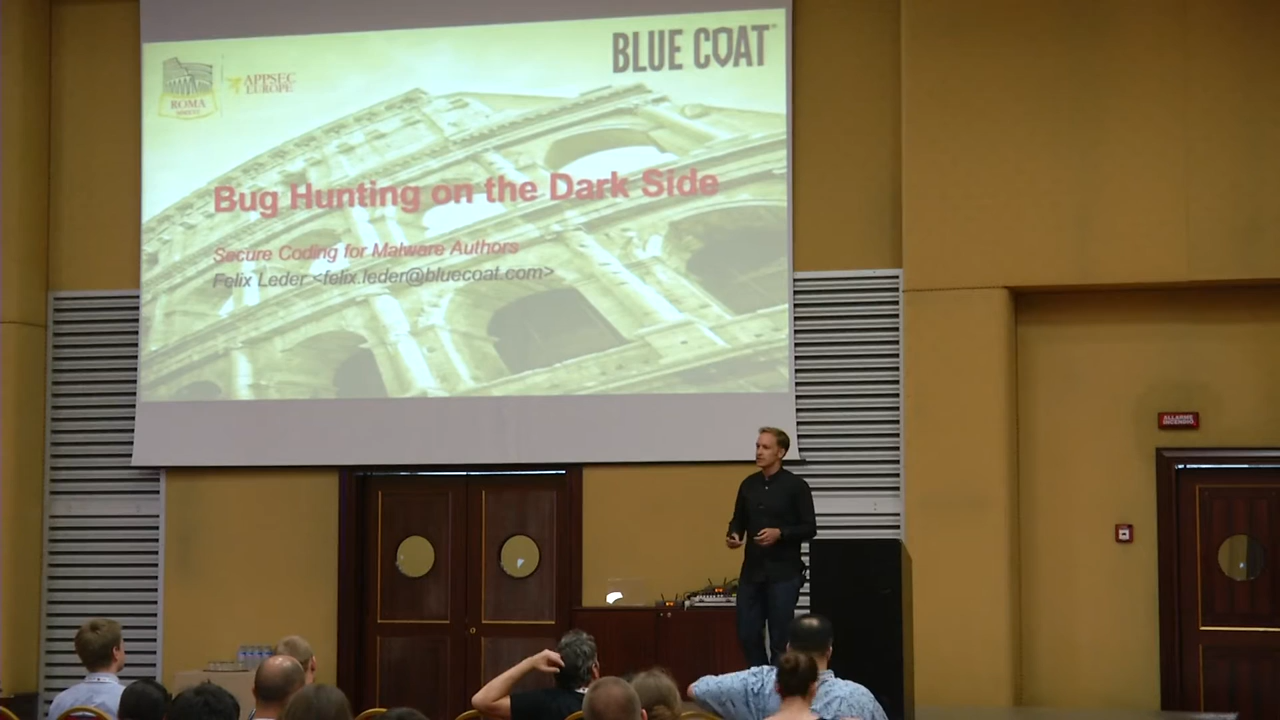 BLUE COAT
ROMA
APPSEC
EUROPE
Bug Hunting on the Dark Side
Secure Coding for Malware Authors
Felix Leder <felix.leder@bluecoat.com>
ALLARME
INCENDIO